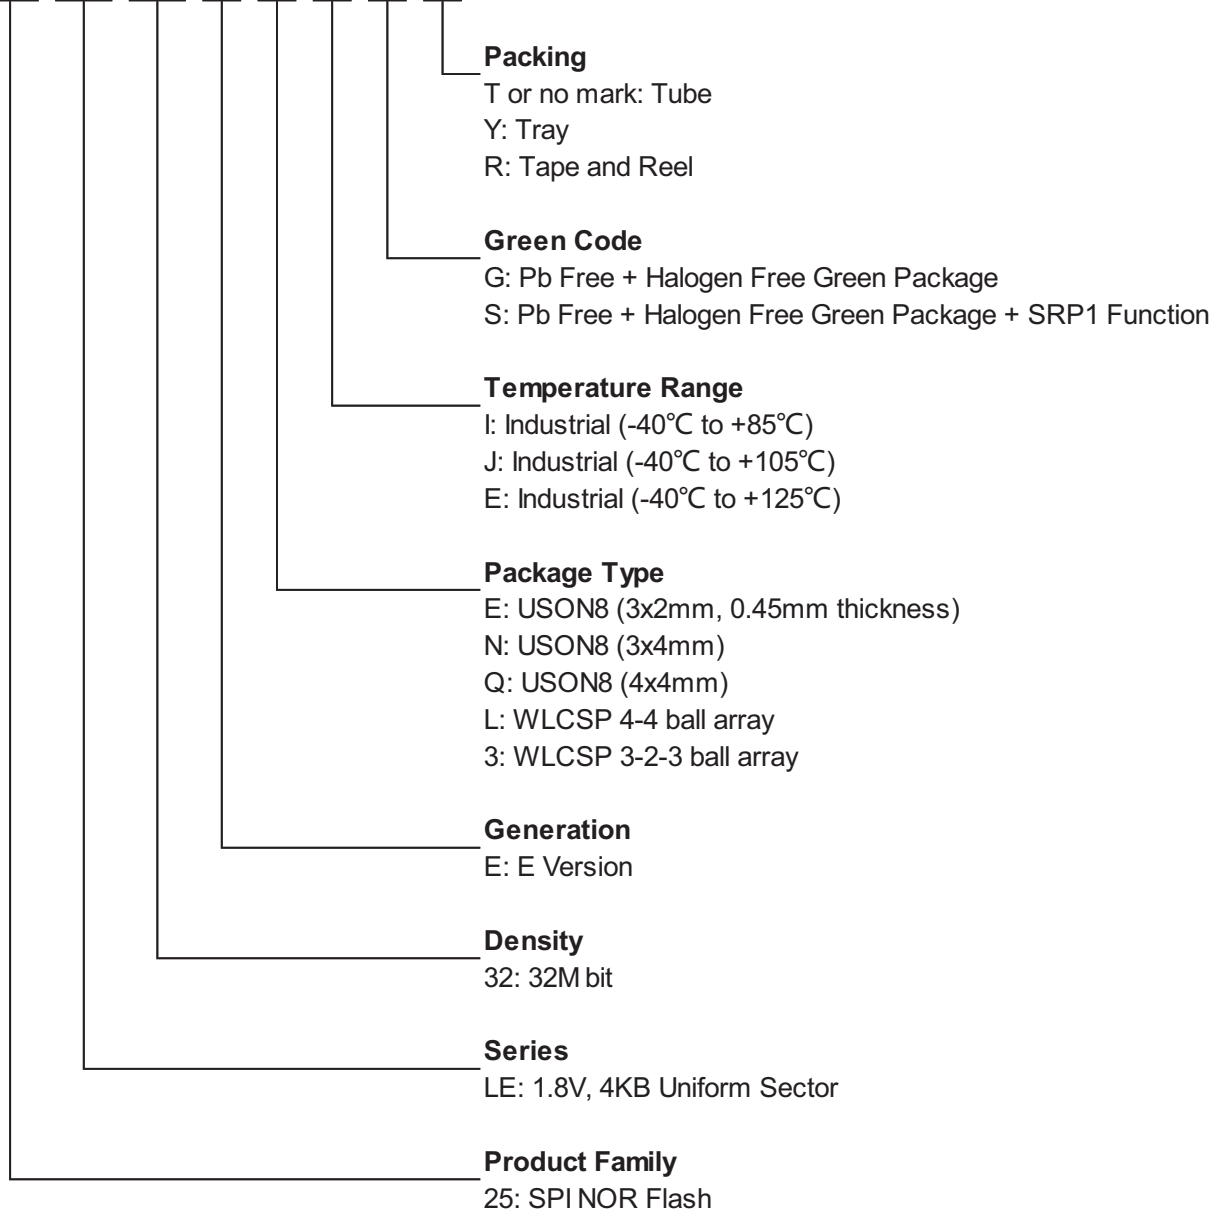 Packing
T or no mark: Tube
Y: Tray
R: Tape and Reel
Green Code
G: Pb Free + Halogen Free Green Package
S: Pb Free + Halogen Free Green Package + SRP1 Function
Temperature Range
I: Industrial (-40℃ to +85℃)
J: Industrial (-40℃ to +105℃)
E: Industrial (-40℃ to +125℃)
Package Type
E: USON8 (3x2mm, 0.45mm thickness)
N: USON8 (3x4mm)
Q: USON8 (4x4mm)
L: WLCSP 4-4 ball array
3: WLCSP 3-2-3 ball array
Generation
E: E Version
Density
32: 32M bit
Series
LE: 1.8V, 4KB Uniform Sector
Product Family
25: SPI NOR Flash